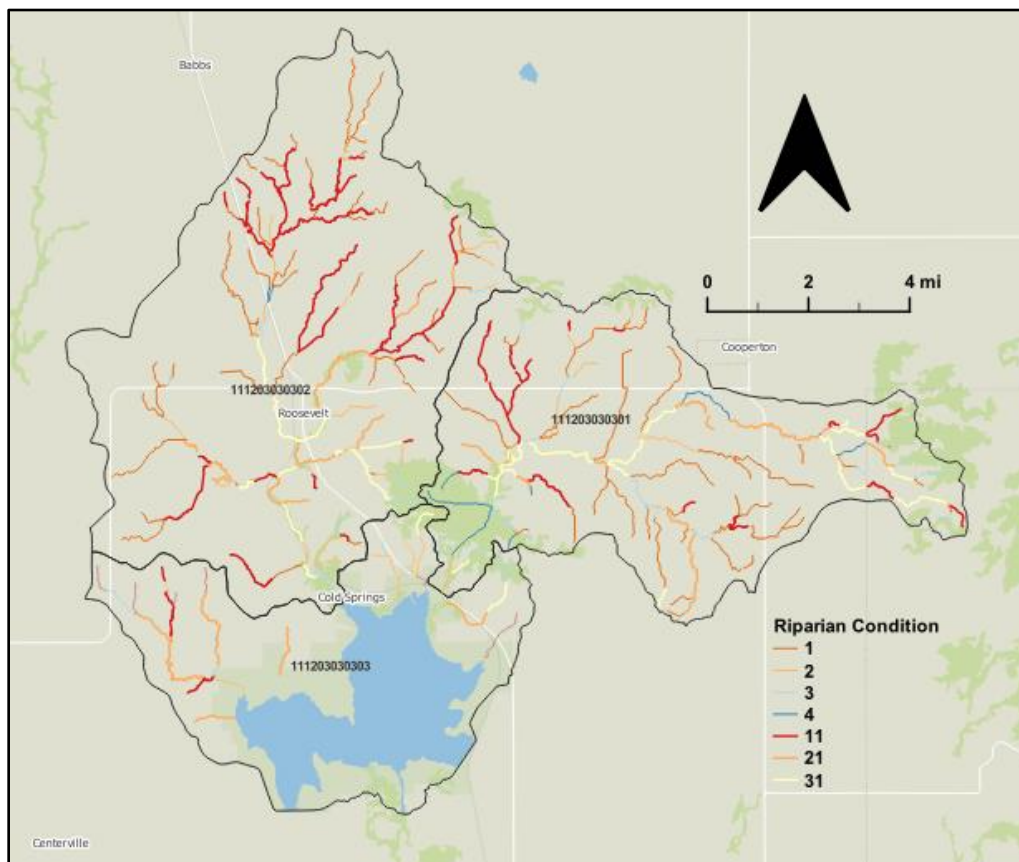 Babbs
0 2 4 mi
Cooperton
111203030302
Roosevelt
111203030301
Cold Springs
111203030303
Riparian Condition
1
2
3
4
11
21
31
Centerville